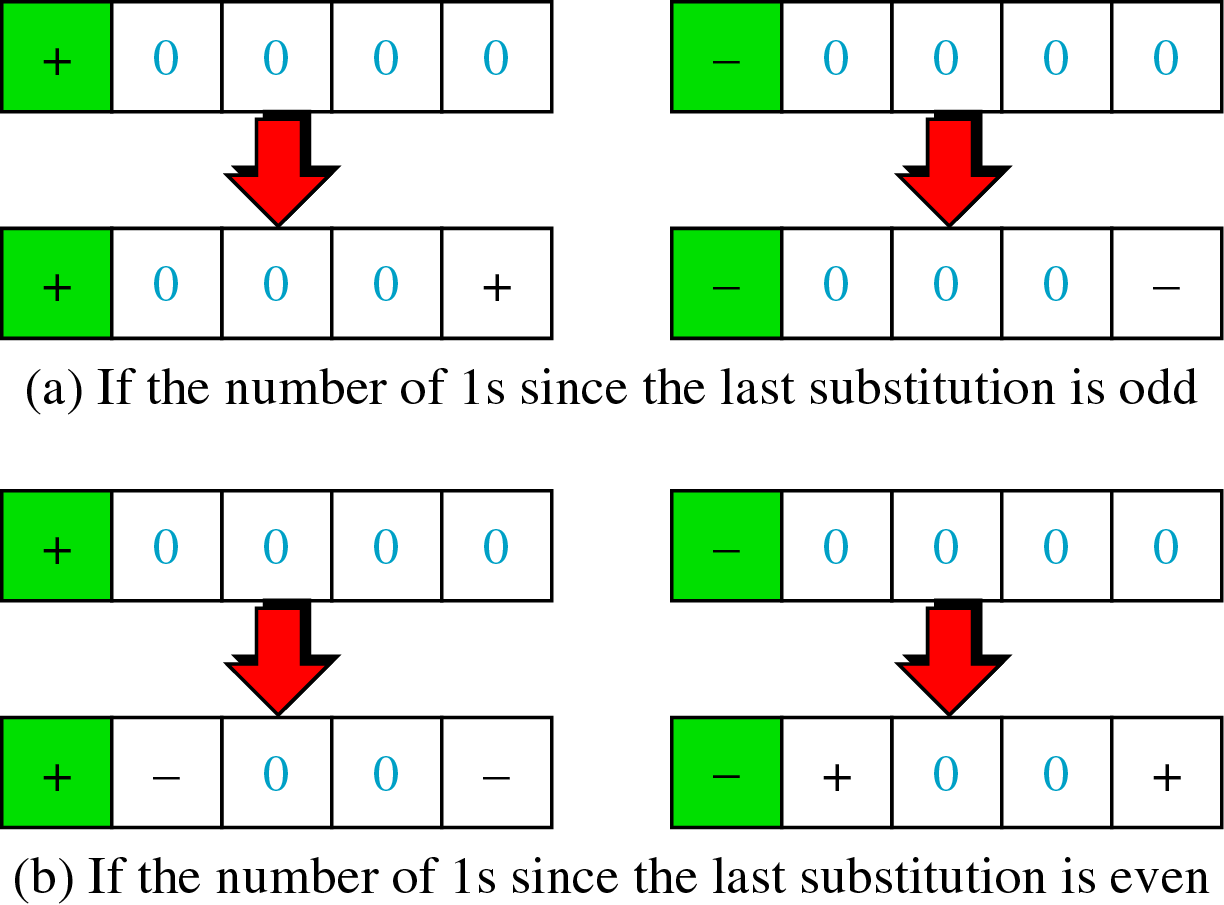 + 0 0 0 0 – 0 0 0 0
+ 0 0 0 + – 0 0 0 –
(a) If the number of 1s since the last substitution is odd
+ 0 0 0 0 – 0 0 0 0
+ – 0 0 – – + 0 0 +
(b) If the number of 1s since the last substitution is even